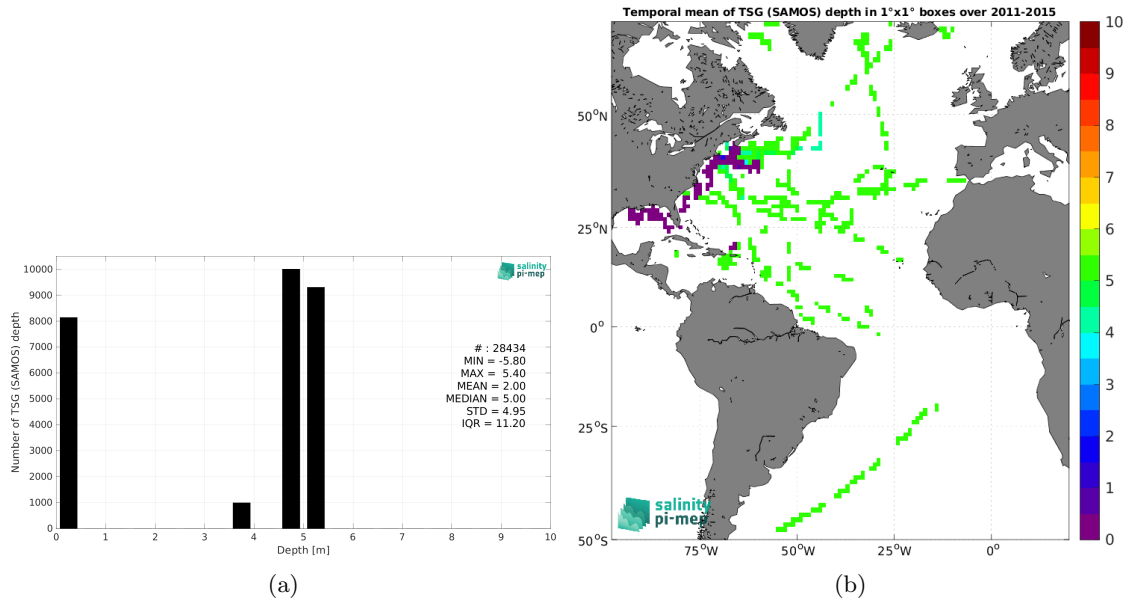 10000
9000
8000
7000
6000
5000
4000
3000
2000
1000
0
Number of TSG (SAMOS) depth
salinity
pi-mep
# : 28434
MIN = -5.80
MAX = 5.40
MEAN = 2.00
MEDIAN = 5.00
STD = 4.95
IQR = 11.20
0 1 2 3 4 5 6 7 8 9 10
Depth [m]
(a)
Temporal mean of TSG (SAMOS) depth in 1°x1° boxes over 2011-2015
50°N
25°N
0°
25°S
50°S
salinity
pi-mep
75°W 50°W 25°W 0°
10
9
8
7
6
5
4
3
2
1
0
(b)